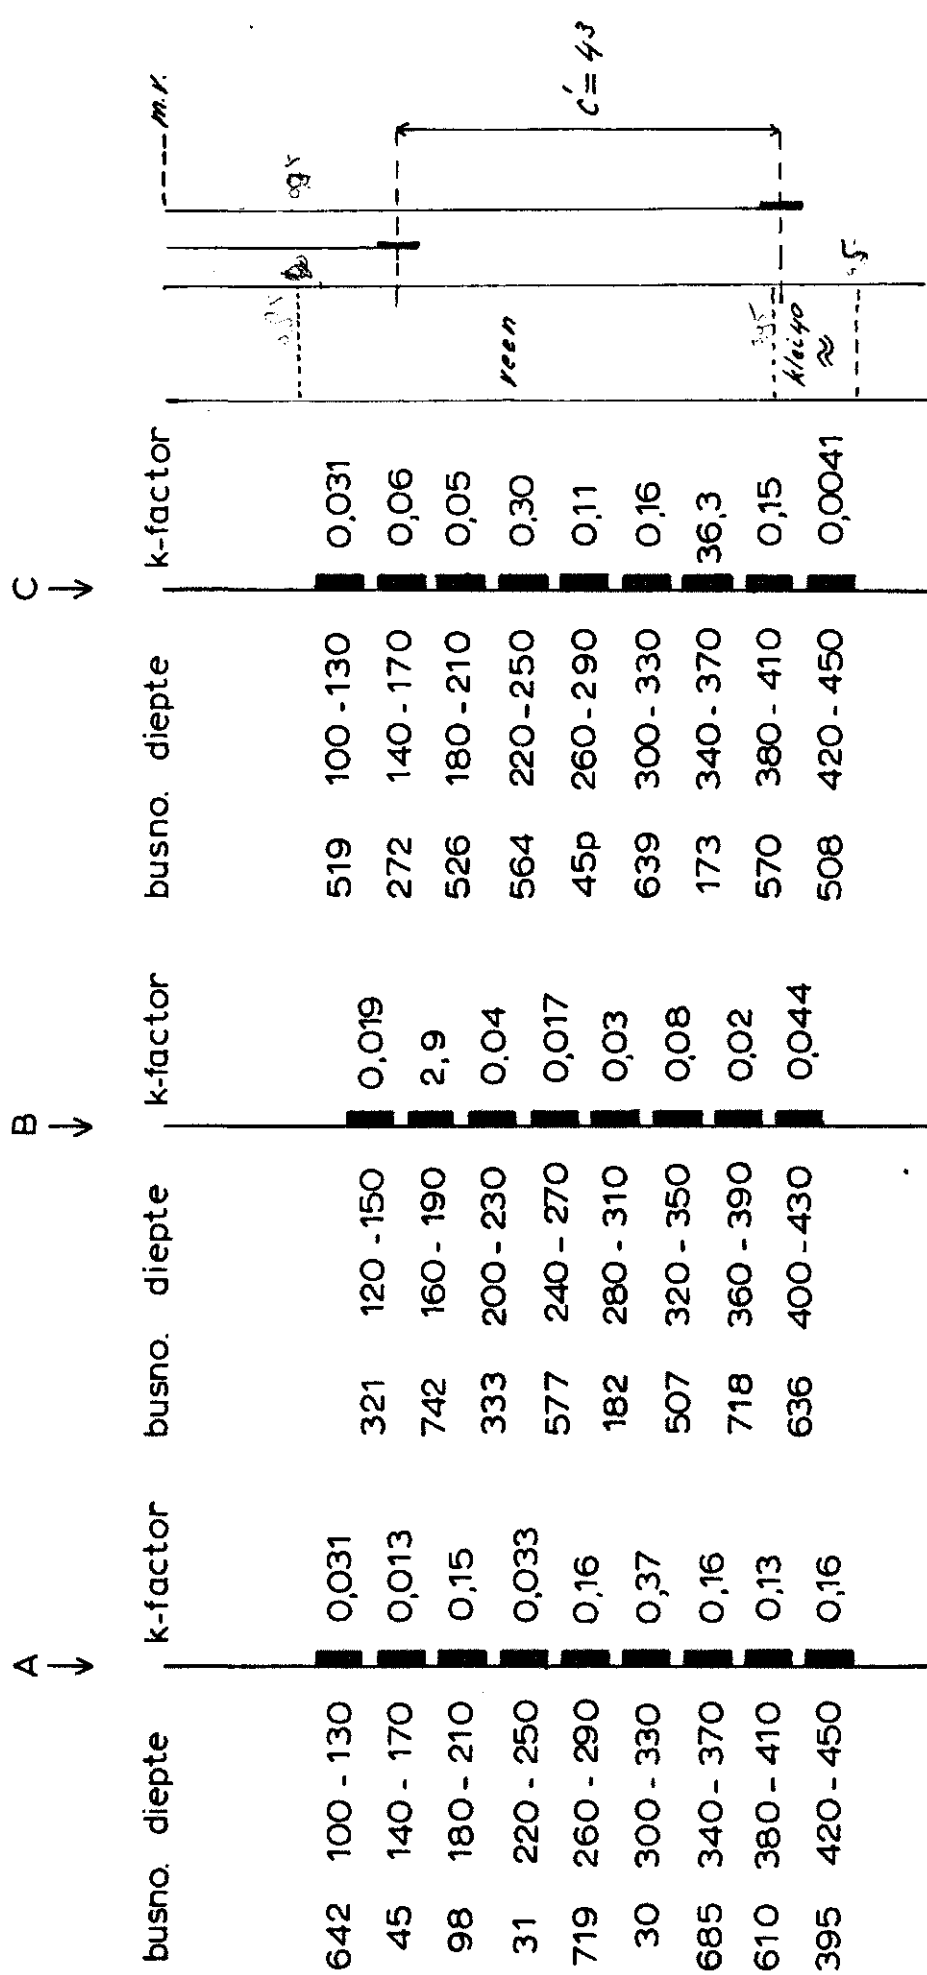 A
busno. diepte k-factor
642 100 - 130 0,031
45 140 - 170 0,013
98 180 - 210 0,15
31 220 - 250 0,033
719 260 - 290 0,16
30 300 - 330 0,37
685 340 - 370 0,16
610 380 - 410 0,13
395 420 - 450 0,16
B
busno. diepte k-factor
321 120 - 150 0,019
742 160 - 190 2,9
333 200 - 230 0,04
577 240 - 270 0,017
182 280 - 310 0,03
507 320 - 350 0,08
718 360 - 390 0,02
636 400 - 430 0,044
C
busno. diepte k-factor
519 100 - 130 0,031
272 140 - 170 0,06
526 180 - 210 0,05
564 220 - 250 0,30
45p 260 - 290 0,11
639 300 - 330 0,16
173 340 - 370 36,3
570 380 - 410 0,15
508 420 - 450 0,0041
m.v.
veen
klei 40
c' = 43